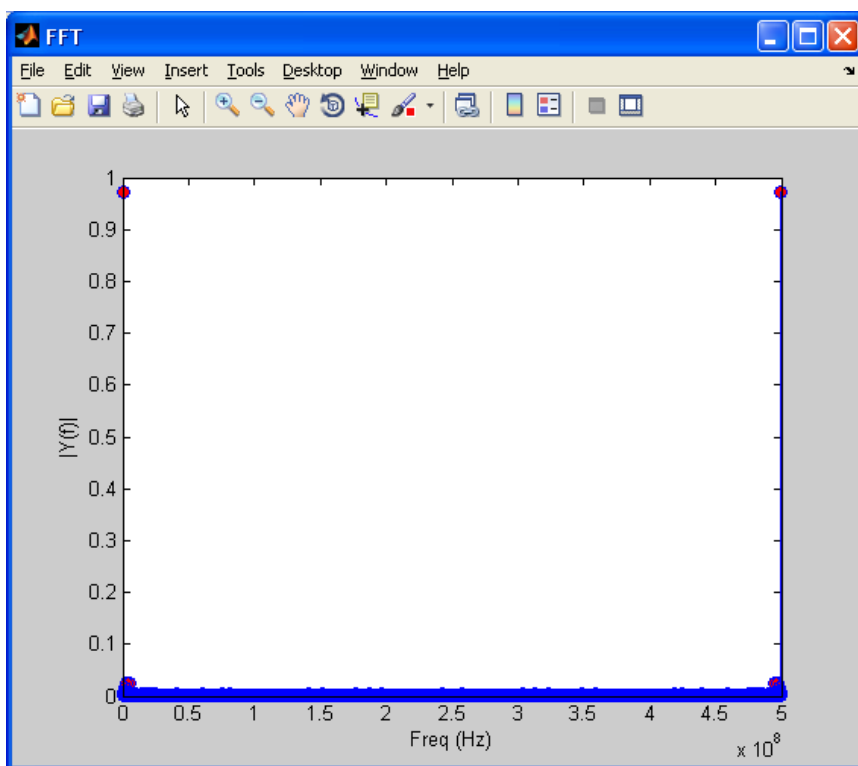 FFT
File Edit View Insert Tools Desktop Window Help
1
0.9
0.8
0.7
0.6
0.5
0.4
0.3
0.2
0.1
0
|Y(f)|
0 0.5 1 1.5 2 2.5 3 3.5 4 4.5 5
Freq (Hz)
x 10^8